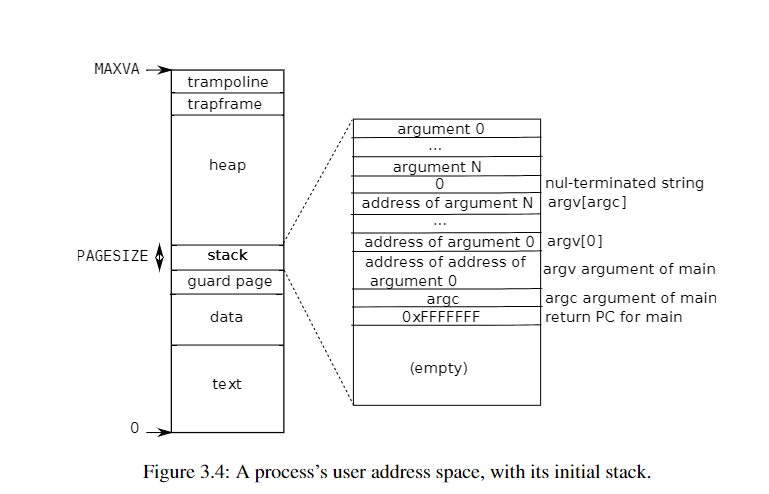 MAXVA
trampoline
trapframe
heap
PAGESIZE
stack
guard page
data
text
0
argument 0
...
argument N
0
nul-terminated string
address of argument N
argv[argc]
...
address of argument 0
argv[0]
address of address of
argument 0
argv argument of main
argc
argc argument of main
0xFFFFFFF
return PC for main
(empty)
Figure 3.4: A process’s user address space, with its initial stack.